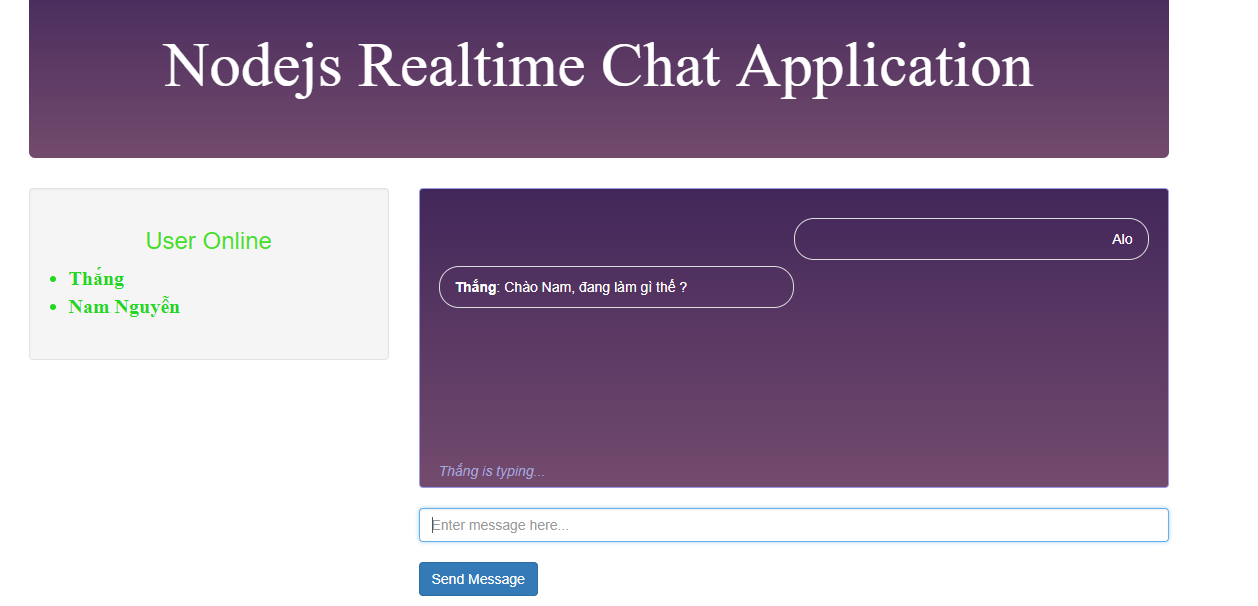 Nodejs Realtime Chat Application
User Online
Thắng
Nam Nguyễn
Alo
Thắng: Chào Nam, đang làm gì thế ?
Thắng is typing...
Enter message here...
Send Message